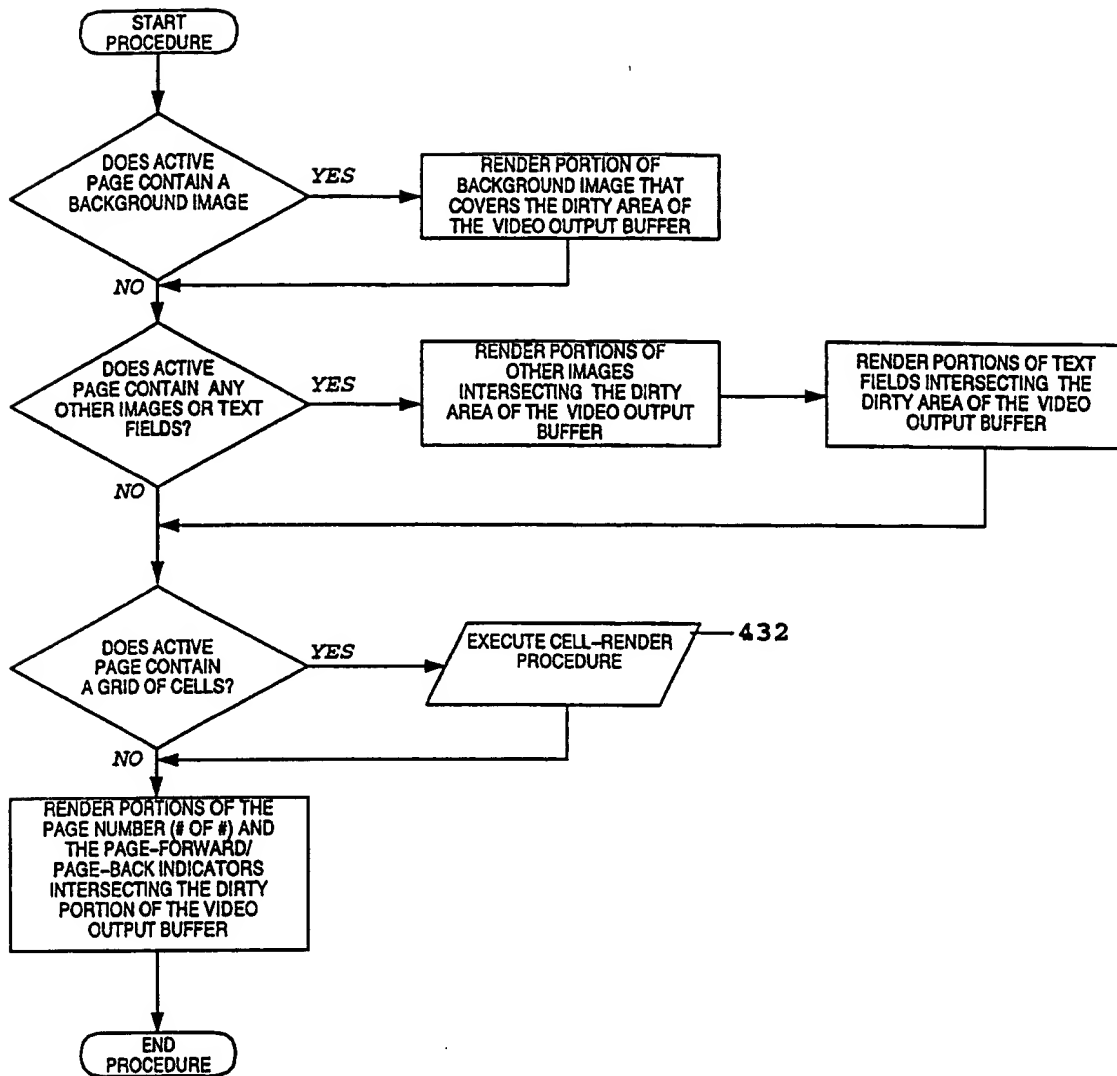 START
PROCEDURE
DOES ACTIVE
PAGE CONTAIN A
BACKGROUND IMAGE
YES
RENDER PORTION OF
BACKGROUND IMAGE THAT
COVERS THE DIRTY AREA OF
THE VIDEO OUTPUT BUFFER
NO
DOES ACTIVE
PAGE CONTAIN ANY
OTHER IMAGES OR TEXT
FIELDS?
YES
RENDER PORTIONS OF
OTHER IMAGES
INTERSECTING THE DIRTY
AREA OF THE VIDEO OUTPUT
BUFFER
RENDER PORTIONS OF TEXT
FIELDS INTERSECTING THE
DIRTY AREA OF THE VIDEO
OUTPUT BUFFER
NO
DOES ACTIVE
PAGE CONTAIN
A GRID OF CELLS?
YES
EXECUTE CELL-RENDER
PROCEDURE
432
NO
RENDER PORTIONS OF THE
PAGE NUMBER (# OF #) AND
THE PAGE-FORWARD/
PAGE-BACK INDICATORS
INTERSECTING THE DIRTY
PORTION OF THE VIDEO
OUTPUT BUFFER
END
PROCEDURE